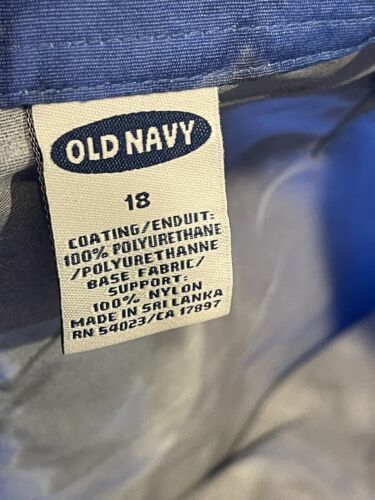 OLD NAVY
18
COATING/ENDUIT:
100% POLYURETHANE
/POLYURETHANNE
BASE FABRIC/
SUPPORT:
100% NYLON
MADE IN SRI LANKA
RN 54023/CA 17897